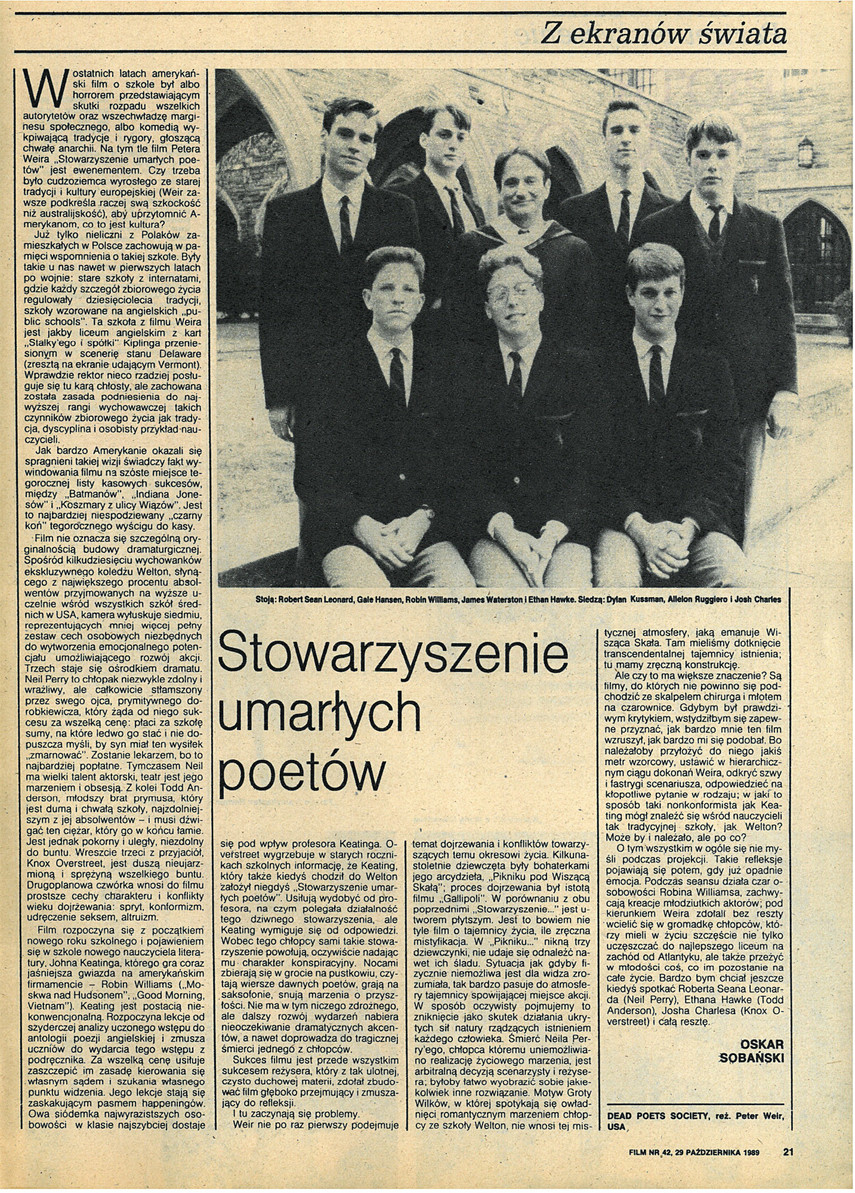 Z ekranów świata
W ostatnich latach amerykań-
ski film o szkole był albo
horrorem przedstawiającym
skutki rozpadu wszelkich
autorytetów oraz wszechwładzę margi-
nesu społecznego, albo komedią wy-
kpiwającą tradycje i rygory, głoszącą
chwałę anarchii. Na tym tle film Petera
Weira „Stowarzyszenie umarłych poe-
tów” jest ewenementem. Czy trzeba
było cudzoziemca wyrosłego ze starej
tradycji i kultury europejskiej (Weir za-
wsze podkreśla raczej swą szkockość
niż australijskość), aby uprzytomnić A-
merykanom, co to jest kultura?
Już tylko nieliczni z Polaków za-
mieszkałych w Polsce zachowują w pa-
mięci wspomnienia o takiej szkole. Były
takie u nas nawet w pierwszych latach
po wojnie: stare szkoły z internatami,
gdzie każdy szczegół zbiorowego życia
regulowały dziesięciolecia tradycji,
szkoły wzorowane na angielskich „pu-
blic schools”. Ta szkoła z filmu Weira
jest jakby liceum angielskim z kart
„Stalky'ego i spółki” Kiplinga przenie-
sionym w scenerię stanu Delaware
(zresztą na ekranie udającym Vermont).
Wprawdzie rektor nieco rzadziej posłu-
guje się tu karą chłosty, ale zachowana
została zasada podniesienia do naj-
wyższej rangi wychowawczej takich
czynników zbiorowego życia jak trady-
cja, dyscyplina i osobisty przykład nau-
czycieli.
Jak bardzo Amerykanie okazali się
spragnieni takiej wizji świadczy fakt wy-
windowania filmu na szóste miejsce te-
gorocznej listy kasowych sukcesów,
między „Batmanów”, „Indiana Jone-
sów” i „Koszmary z ulicy Wiązów”. Jest
to najbardziej niespodziewany „czarny
koń” tegorocznego wyścigu do kasy.
Film nie oznacza się szczególną ory-
ginalnością budowy dramaturgicznej.
Spośród kilkudziesięciu wychowanków
ekskluzywnego koledżu Welton, słyną-
cego z największego procentu absol-
wentów przyjmowanych na wyższe u-
czelnie wśród wszystkich szkół śred-
nich w USA, kamera wyłuskuje siedmiu,
reprezentujących mniej więcej pełny
zestaw cech osobowych niezbędnych
do wytworzenia emocjonalnego poten-
cjału umożliwiającego rozwój akcji.
Trzech staje się ośrodkiem dramatu.
Neil Perry to chłopak niezwykle zdolny i
wrażliwy, ale całkowicie stłamszony
przez swego ojca, prymitywnego do-
robkiewicza, który żąda od niego suk-
cesu za wszelką cenę: płaci za szkołę
sumy, na które ledwo go stać i nie do-
puszcza myśli, by syn miał ten wysiłek
„zmarnować”. Zostanie lekarzem, bo to
najbardziej popłatne. Tymczasem Neil
ma wielki talent aktorski, teatr jest jego
marzeniem i obsesją. Z kolei Todd An-
derson, młodszy brat prymusa, który
jest dumą i chwałą szkoły, najzdolniej-
szym z jej absolwentów – i musi dźwi-
gać ten ciężar, który go w końcu łamie.
Jest jednak pokorny i uległy, niezdolny
do buntu. Wreszcie trzeci z przyjaciół,
Knox Overstreet, jest duszą nieujarz-
mioną i sprężyną wszelkiego buntu.
Drugoplanowa czwórka wnosi do filmu
prostsze cechy charakteru i konflikty
wieku dojrzewania: spryt, konformizm,
udręczenie seksem, altruizm.
Film rozpoczyna się z początkiem
nowego roku szkolnego i pojawieniem
się w szkole nowego nauczyciela litera-
tury, Johna Keatinga, którego gra coraz
jaśniejsza gwiazda na amerykańskim
firmamencie – Robin Williams („Mo-
skwa nad Hudsonem”, „Good Morning,
Vietnam”). Keating jest postacią nie-
konwencjonalną. Rozpoczyna lekcje od
szyderczej analizy uczonego wstępu do
antologii poezji angielskiej i zmusza
uczniów do wydarcia tego wstępu z
podręcznika. Za wszelką cenę usiłuje
zaszczepić im zasadę kierowania się
własnym sądem i szukania własnego
punktu widzenia. Jego lekcje stają się
zaskakującym pasmem happeningów.
Owa siódemka najwyrazistszych oso-
bowości w klasie najszybciej dostaje
Stoją: Robert Sean Leonard, Gale Hansen, Robin Williams, James Waterston i Ethan Hawke. Siedzą: Dylan Kussman, Allelon Ruggiero i Josh Charles
Stowarzyszenie
umarłych
poetów
się pod wpływ profesora Keatinga. O-
verstreet wygrzebuje w starych roczni-
kach szkolnych informację, że Keating,
który także kiedyś chodził do Welton
założył niegdyś „Stowarzyszenie umar-
łych poetów”. Usiłują wydobyć od pro-
fesora, na czym polegała działalność
tego dziwnego stowarzyszenia, ale
Keating wymiguje się od odpowiedzi.
Wobec tego chłopcy sami takie stowa-
rzyszenie powołują, oczywiście nadając
mu charakter konspiracyjny. Nocami
zbierają się w grocie na pustkowiu, czy-
tają wiersze dawnych poetów, grają na
saksofonie, snują marzenia o przysz-
łości. Nie ma w tym niczego zdrożnego,
ale dalszy rozwój wydarzeń nabiera
nieoczekiwanie dramatycznych akcen-
tów, a nawet doprowadza do tragicznej
śmierci jednego z chłopców.
Sukces filmu jest przede wszystkim
sukcesem reżysera, który z tak ulotnej,
czysto duchowej materii, zdołał zbudo-
wać film głęboko przejmujący i zmusza-
jący do refleksji.
I tu zaczynają się problemy.
Weir nie po raz pierwszy podejmuje
temat dojrzewania i konfliktów towarzy-
szących temu okresowi życia. Kilkuna-
stoletnie dziewczęta były bohaterkami
jego arcydzieła, „Pikniku pod Wiszącą
Skałą”; proces dojrzewania był istotą
filmu „Gallipoli”. W porównaniu z obu
poprzednimi „Stowarzyszenie...” jest u-
tworem płytszym. Jest to bowiem nie
tyle film o tajemnicy życia, ile zręczna
mistyfikacja. W „Pikniku...” nikną trzy
dziewczynki, nie udaje się odnaleźć na-
wet ich śladu. Sytuacja jak gdyby fi-
zycznie niemożliwa jest dla widza zro-
zumiała, tak bardzo pasuje do atmosfe-
ry tajemnicy spowijającej miejsce akcji.
W sposób oczywisty pojmujemy to
zniknięcie jako skutek działania ukry-
tych sił natury rządzących istnieniem
każdego człowieka. Śmierć Neila Per-
ry'ego, chłopca któremu uniemożliwia-
no realizację życiowego marzenia, jest
arbitralną decyzją scenarzysty i reżyse-
ra; byłoby łatwo wyobrazić sobie jakie-
kolwiek inne rozwiązanie. Motyw Groty
Wilków, w której spotykają się owład-
nięci romantycznym marzeniem chłop-
cy ze szkoły Welton, nie wnosi tej mis-
tycznej atmosfery, jaką emanuje Wi-
sząca Skała. Tam mieliśmy dotknięcie
transcendentalnej tajemnicy istnienia;
tu mamy zręczną konstrukcję.
Ale czy to ma większe znaczenie? Są
filmy, do których nie powinno się pod-
chodzić ze skalpelem chirurga i młotem
na czarownice. Gdybym był prawdzi-
wym krytykiem, wstydziłbym się zapew-
ne przyznać, jak bardzo mnie ten film
wzruszył, jak bardzo mi się podobał. Bo
należałoby przyłożyć do niego jakiś
metr wzorcowy, ustawić w hierarchicz-
nym ciągu dokonań Weira, odkryć szwy
i fastrygi scenariusza, odpowiedzieć na
kłopotliwe pytanie w rodzaju; w jaki to
sposób taki nonkonformista jak Kea-
ting mógł znaleźć się wśród nauczycieli
tak tradycyjnej szkoły, jak Welton?
Może by i należało, ale po co?
O tym wszystkim w ogóle się nie my-
śli podczas projekcji. Takie refleksje
pojawiają się potem, gdy już opadnie
emocja. Podczas seansu działa czar o-
sobowości Robina Williamsa, zachwy-
cają kreacje młodziutkich aktorów; pod
kierunkiem Weira zdołali bez reszty
wcielić się w gromadkę chłopców, któ-
rzy mieli w życiu szczęście nie tylko
uczęszczać do najlepszego liceum na
zachód od Atlantyku, ale także przeżyć
w młodości coś, co im pozostanie na
całe życie. Bardzo bym chciał jeszcze
kiedyś spotkać Roberta Seana Leonar-
da (Neil Perry), Ethana Hawke (Todd
Anderson), Josha Charlesa (Knox O-
verstreet) i całą resztę.
OSKAR
SOBAŃSKI
DEAD POETS SOCIETY, reż. Peter Weir,
USA
FILM NR 42, 29 PAŹDZIERNIKA 1989 21